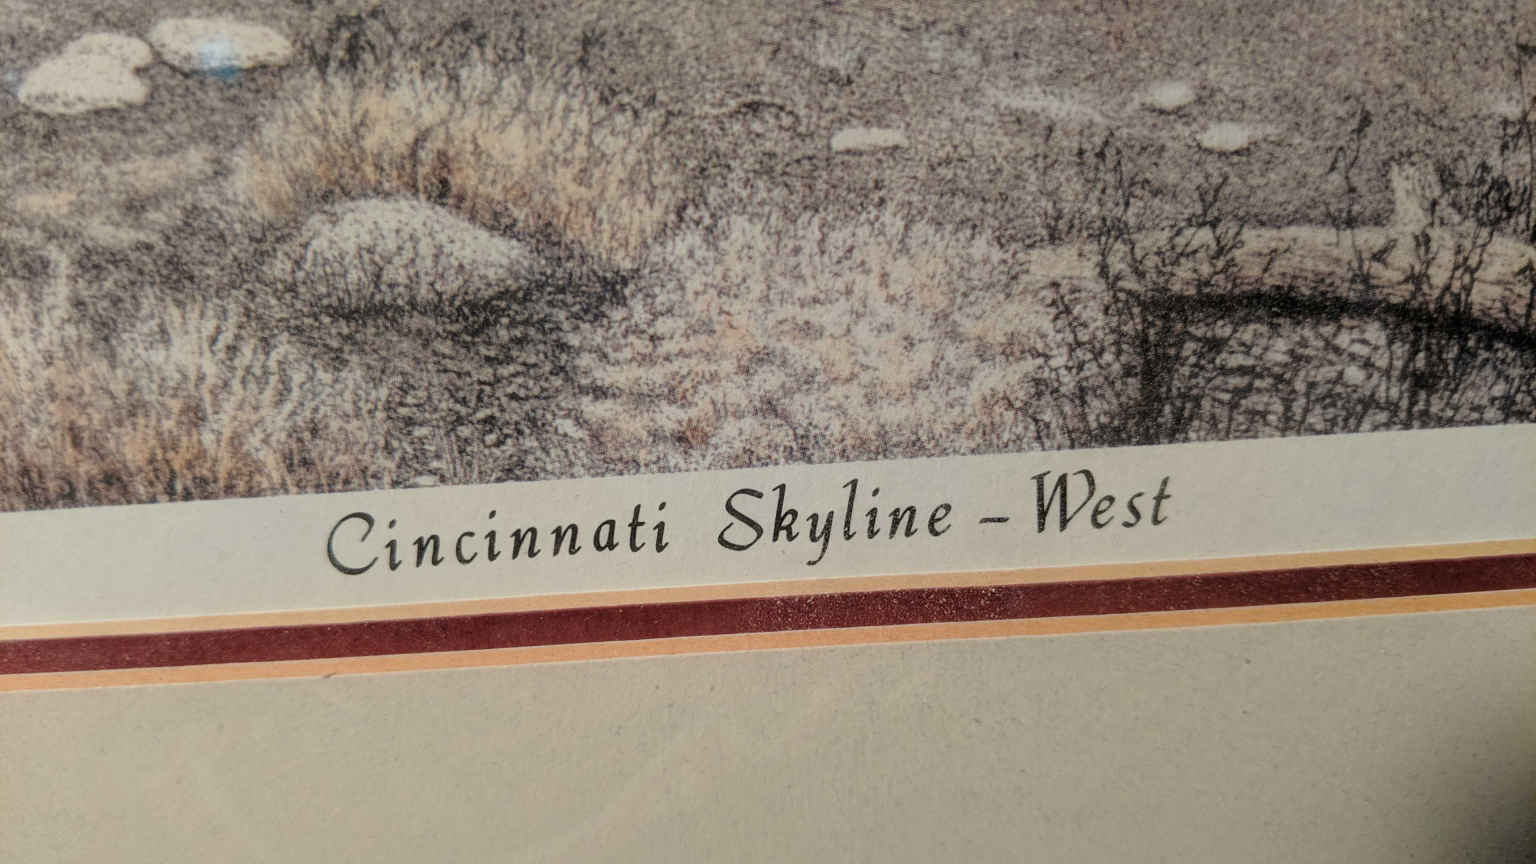 Cincinnati Skyline – West